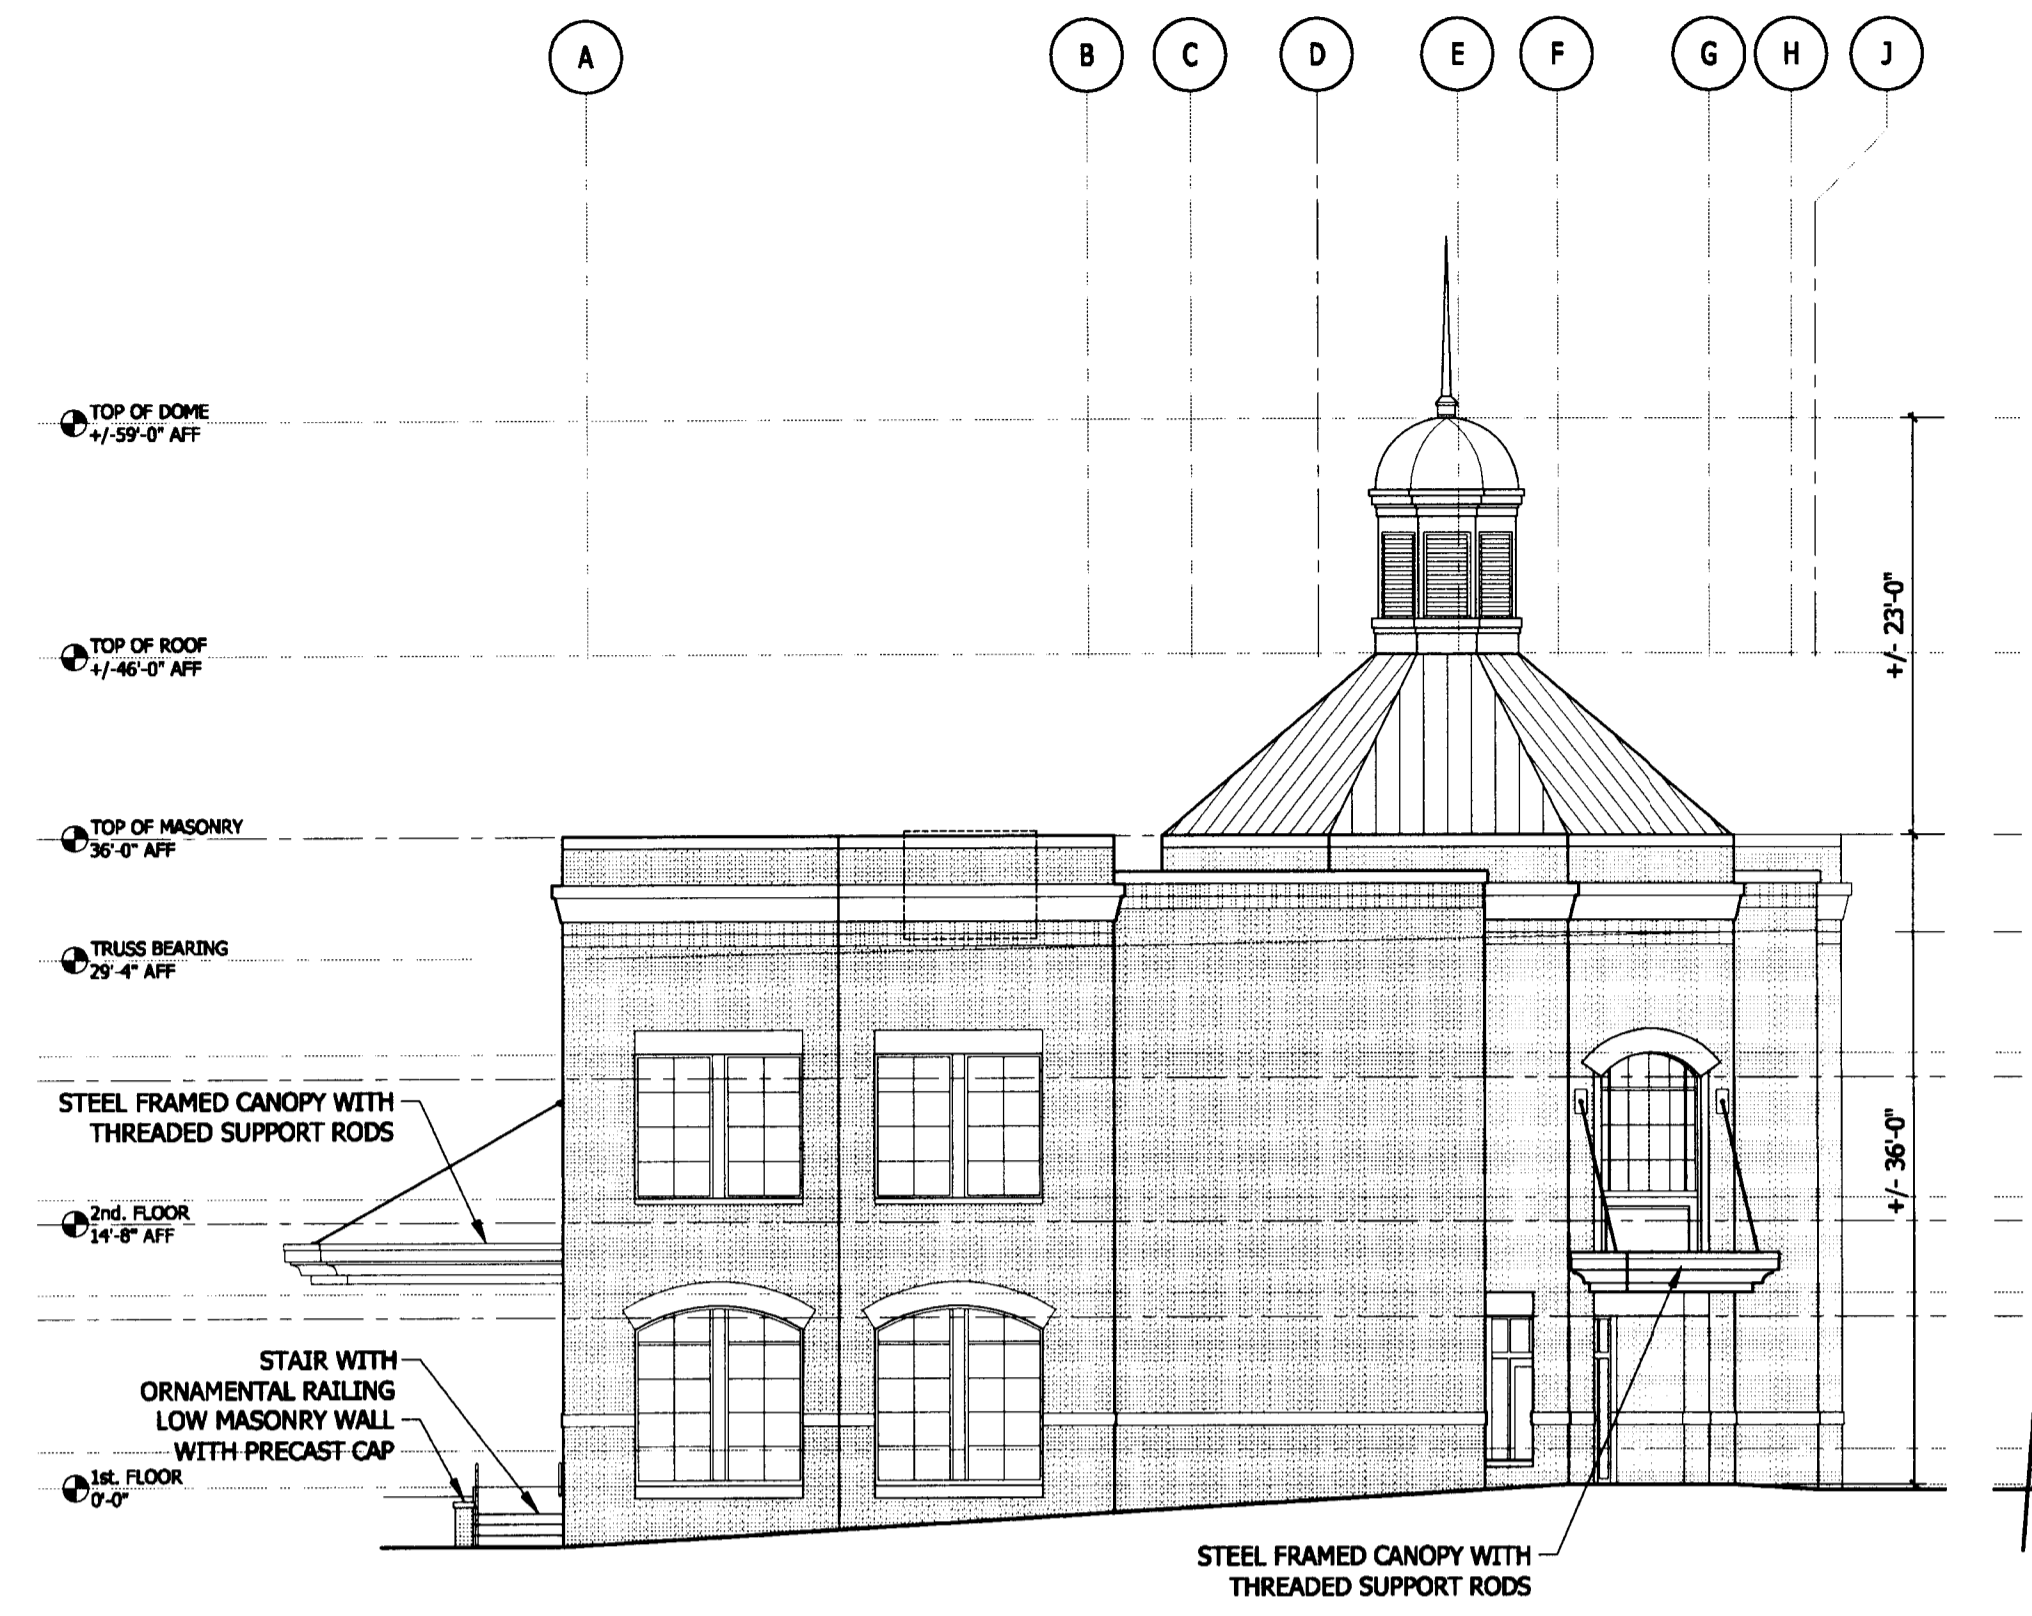 A B C D E F G H J
TOP OF DOME
+/-59'-0" AFF
TOP OF ROOF
+/-46'-0" AFF
+/- 23'-0"
TOP OF MASONRY
36'-0" AFF
TRUSS BEARING
29'-4" AFF
STEEL FRAMED CANOPY WITH
THREADED SUPPORT RODS
+/- 36'-0"
2nd. FLOOR
14'-8" AFF
STAIR WITH
ORNAMENTAL RAILING
LOW MASONRY WALL
WITH PRECAST CAP
1st. FLOOR
0'-0"
STEEL FRAMED CANOPY WITH
THREADED SUPPORT RODS